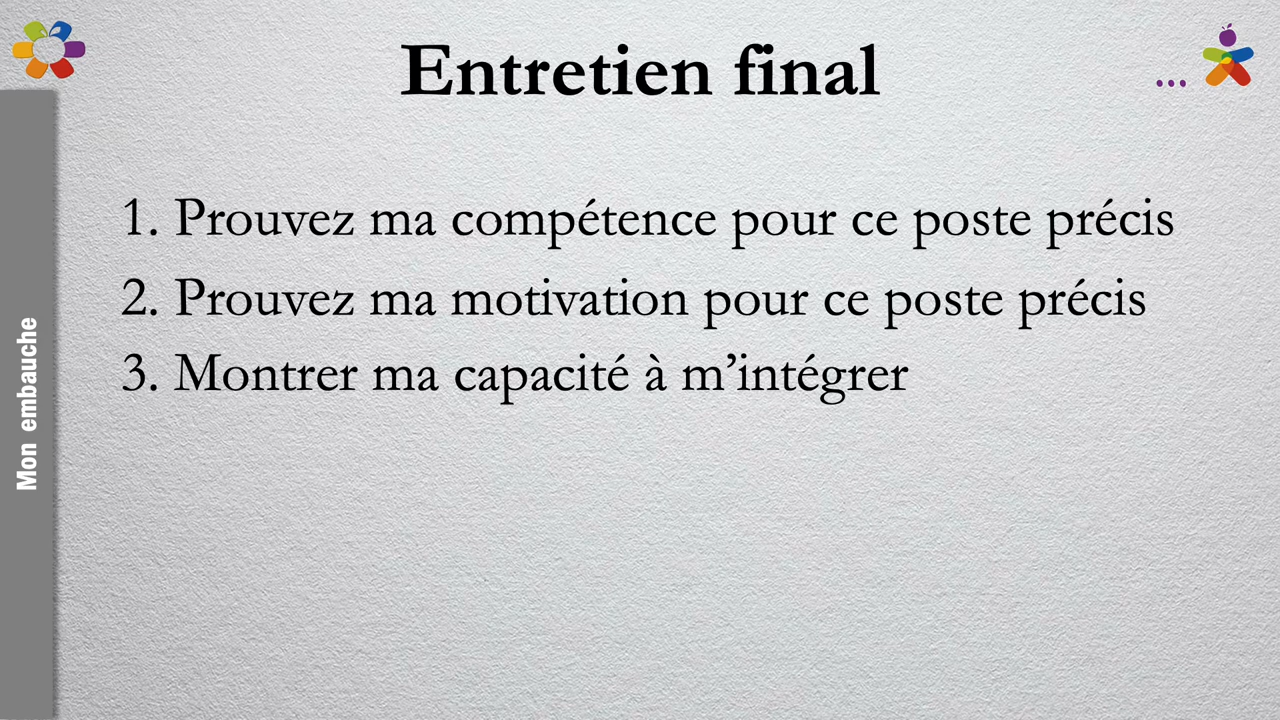 Entretien final
...
1. Prouvez ma compétence pour ce poste précis
2. Prouvez ma motivation pour ce poste précis
3. Montrer ma capacité à m’intégrer
Mon embauche